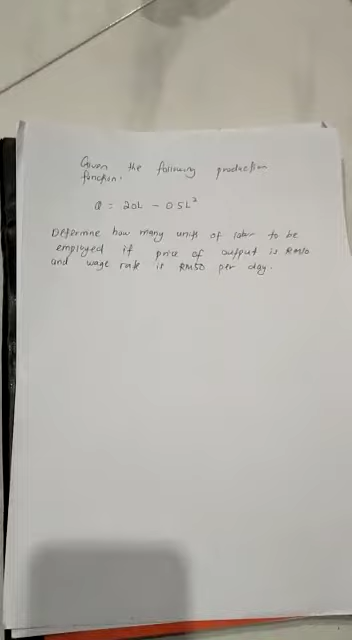 Given the following production
function.
Q = 20L - 0.5L²
Determine how many units of labor to be
employed if price of output is RM10
and wage rate is RM50 per day.